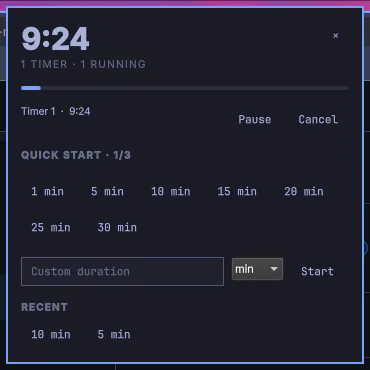 9:24
×
1 TIMER · 1 RUNNING
Timer 1 · 9:24
Pause Cancel
QUICK START · 1/3
1 min 5 min 10 min 15 min 20 min
25 min 30 min
Custom duration min Start
RECENT
10 min 5 min